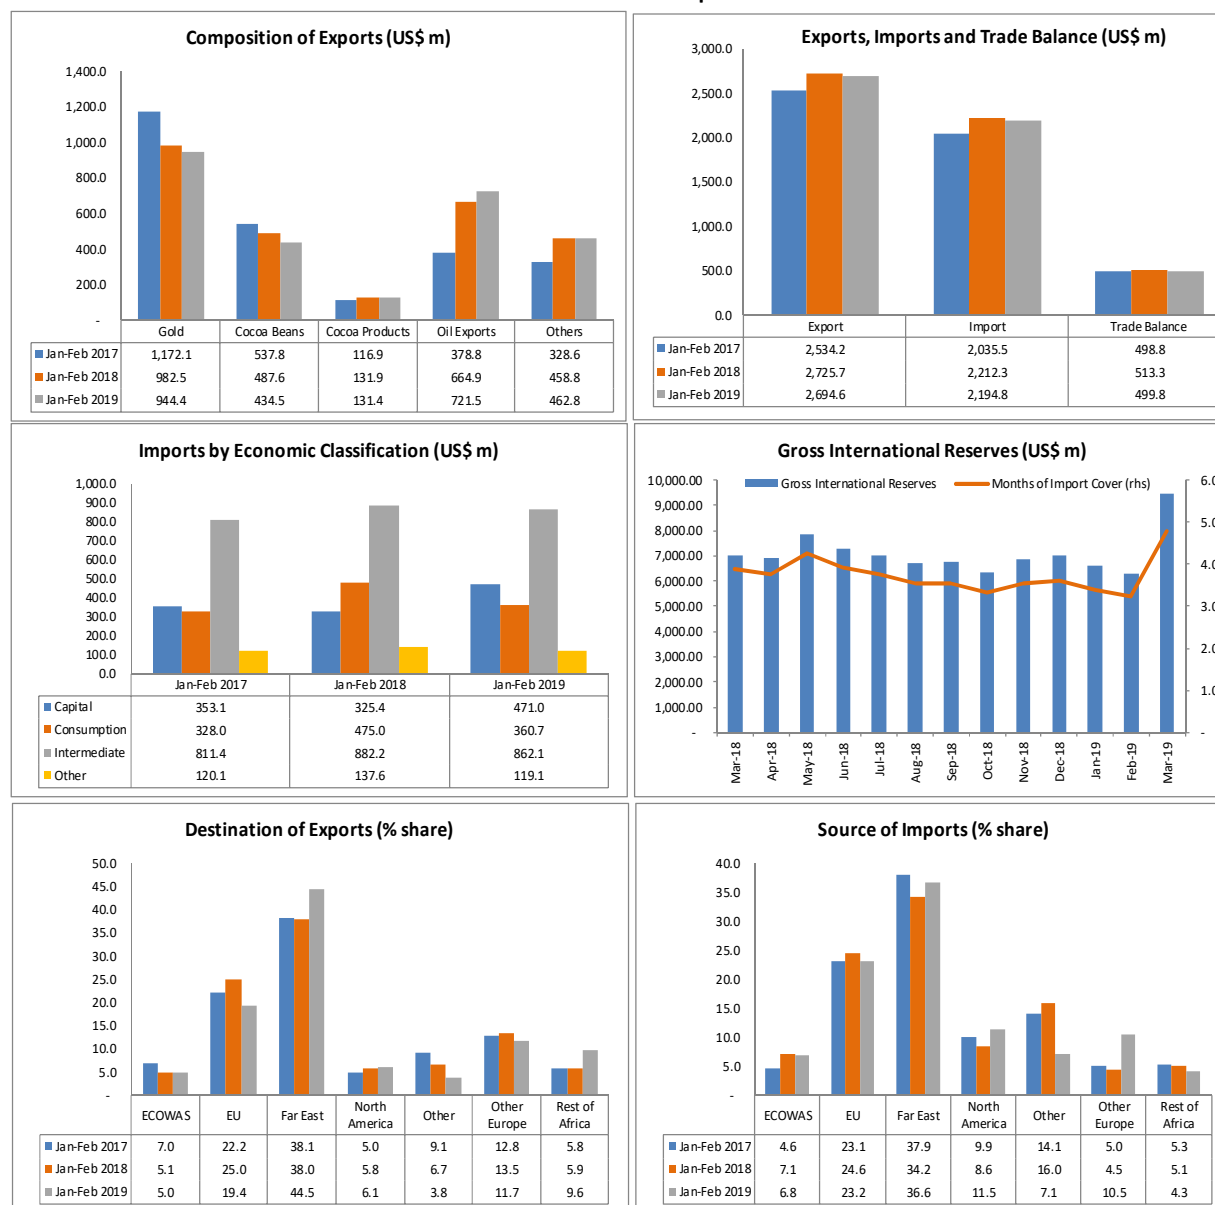 Composition of Exports (US$ m)
1,400.0
1,200.0
1,000.0
800.0
600.0
400.0
200.0
-
Gold Cocoa Beans Cocoa Products Oil Exports Others
Jan-Feb 2017 1,172.1 537.8 116.9 378.8 328.6
Jan-Feb 2018 982.5 487.6 131.9 664.9 458.8
Jan-Feb 2019 944.4 434.5 131.4 721.5 462.8
Exports, Imports and Trade Balance (US$ m)
3,000.0
2,500.0
2,000.0
1,500.0
1,000.0
500.0
0.0
Export Import Trade Balance
Jan-Feb 2017 2,534.2 2,035.5 498.8
Jan-Feb 2018 2,725.7 2,212.3 513.3
Jan-Feb 2019 2,694.6 2,194.8 499.8
Imports by Economic Classification (US$ m)
1,000.0
900.0
800.0
700.0
600.0
500.0
400.0
300.0
200.0
100.0
0.0
Jan-Feb 2017 Jan-Feb 2018 Jan-Feb 2019
Capital 353.1 325.4 471.0
Consumption 328.0 475.0 360.7
Intermediate 811.4 882.2 862.1
Other 120.1 137.6 119.1
Gross International Reserves (US$ m)
Gross International Reserves Months of Import Cover (rhs)
10,000.00
9,000.00
8,000.00
7,000.00
6,000.00
5,000.00
4,000.00
3,000.00
2,000.00
1,000.00
-
6.0
5.0
4.0
3.0
2.0
1.0
-
Mar-18 Apr-18 May-18 Jun-18 Jul-18 Aug-18 Sep-18 Oct-18 Nov-18 Dec-18 Jan-19 Feb-19 Mar-19
Destination of Exports (% share)
50.0
45.0
40.0
35.0
30.0
25.0
20.0
15.0
10.0
5.0
-
ECOWAS EU Far East North America Other Other Europe Rest of Africa
Jan-Feb 2017 7.0 22.2 38.1 5.0 9.1 12.8 5.8
Jan-Feb 2018 5.1 25.0 38.0 5.8 6.7 13.5 5.9
Jan-Feb 2019 5.0 19.4 44.5 6.1 3.8 11.7 9.6
Source of Imports (% share)
40.0
35.0
30.0
25.0
20.0
15.0
10.0
5.0
-
ECOWAS EU Far East North America Other Other Europe Rest of Africa
Jan-Feb 2017 4.6 23.1 37.9 9.9 14.1 5.0 5.3
Jan-Feb 2018 7.1 24.6 34.2 8.6 16.0 4.5 5.1
Jan-Feb 2019 6.8 23.2 36.6 11.5 7.1 10.5 4.3